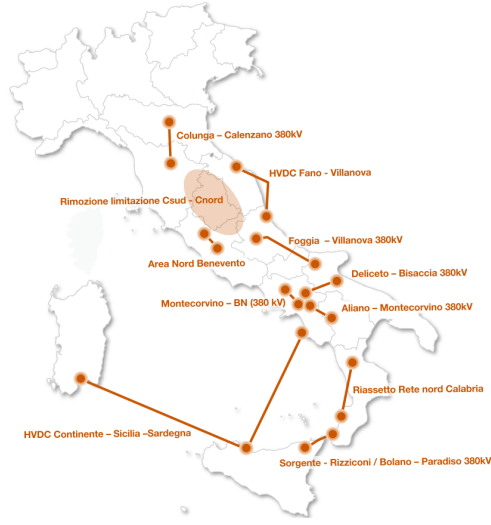 Colunga – Calenzano 380kV
HVDC Fano - Villanova
Rimozione limitazione Csud - Cnord
Foggia – Villanova 380kV
Area Nord Benevento
Deliceto – Bisaccia 380kV
Montecorvino – BN (380 kV)
Aliano – Montecorvino 380kV
Riassetto Rete nord Calabria
HVDC Continente – Sicilia –Sardegna
Sorgente - Rizziconi / Bolano – Paradiso 380kV